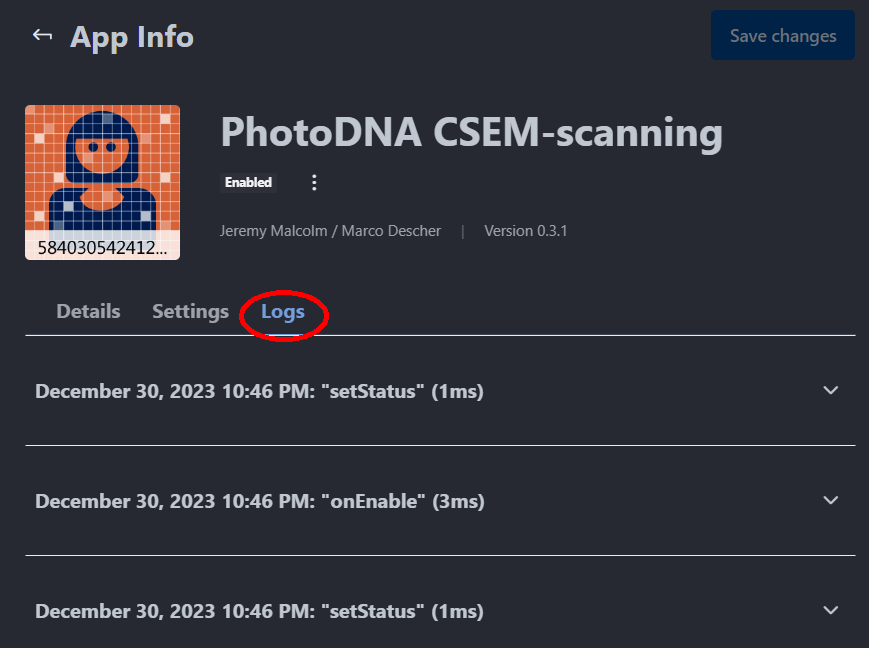 App Info
Save changes
PhotoDNA CSEM-scanning
Enabled
Jeremy Malcolm / Marco Descher | Version 0.3.1
584030542412...
Details Settings Logs
December 30, 2023 10:46 PM: "setStatus" (1ms)
December 30, 2023 10:46 PM: "onEnable" (3ms)
December 30, 2023 10:46 PM: "setStatus" (1ms)